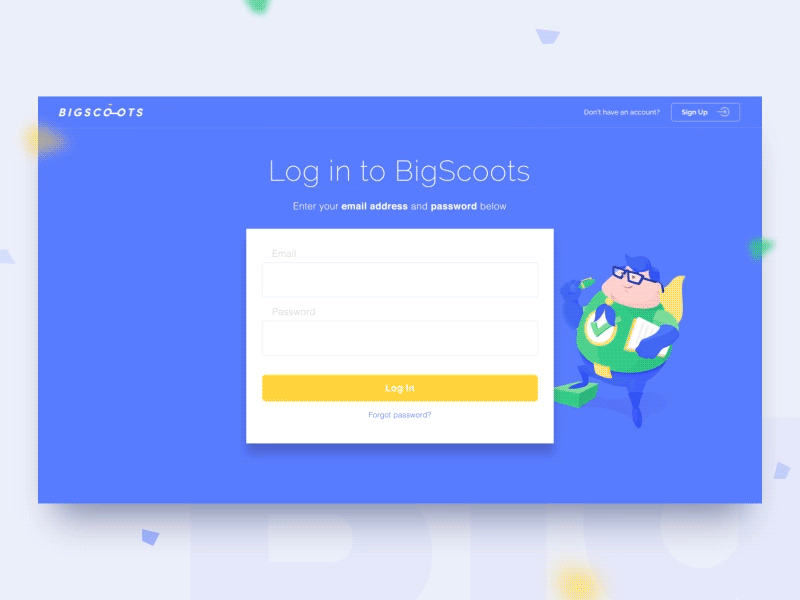 BIGSCOOTS
Don't have an account?
Sign Up
Log in to BigScoots
Enter your email address and password below
Email
Password
Log In
Forgot password?